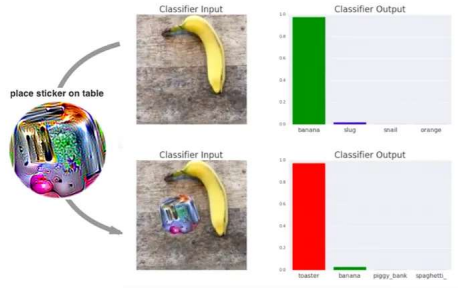 Classifier Input
Classifier Output
place sticker on table
1.0
0.8
0.6
0.4
0.2
0.0
banana
slug
snail
orange
Classifier Input
Classifier Output
1.0
0.8
0.6
0.4
0.2
0.0
toaster
banana
piggy_bank
spaghetti_